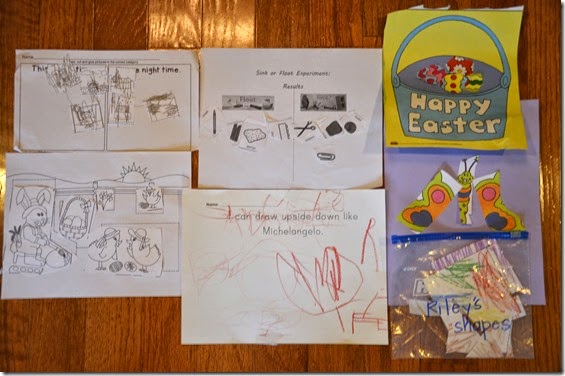 Name
This
night time...
Sink or Float Experiment:
Results
Float
Name
I can draw upside down like
Michelangelo.
Happy
Easter
Riley's
shapes